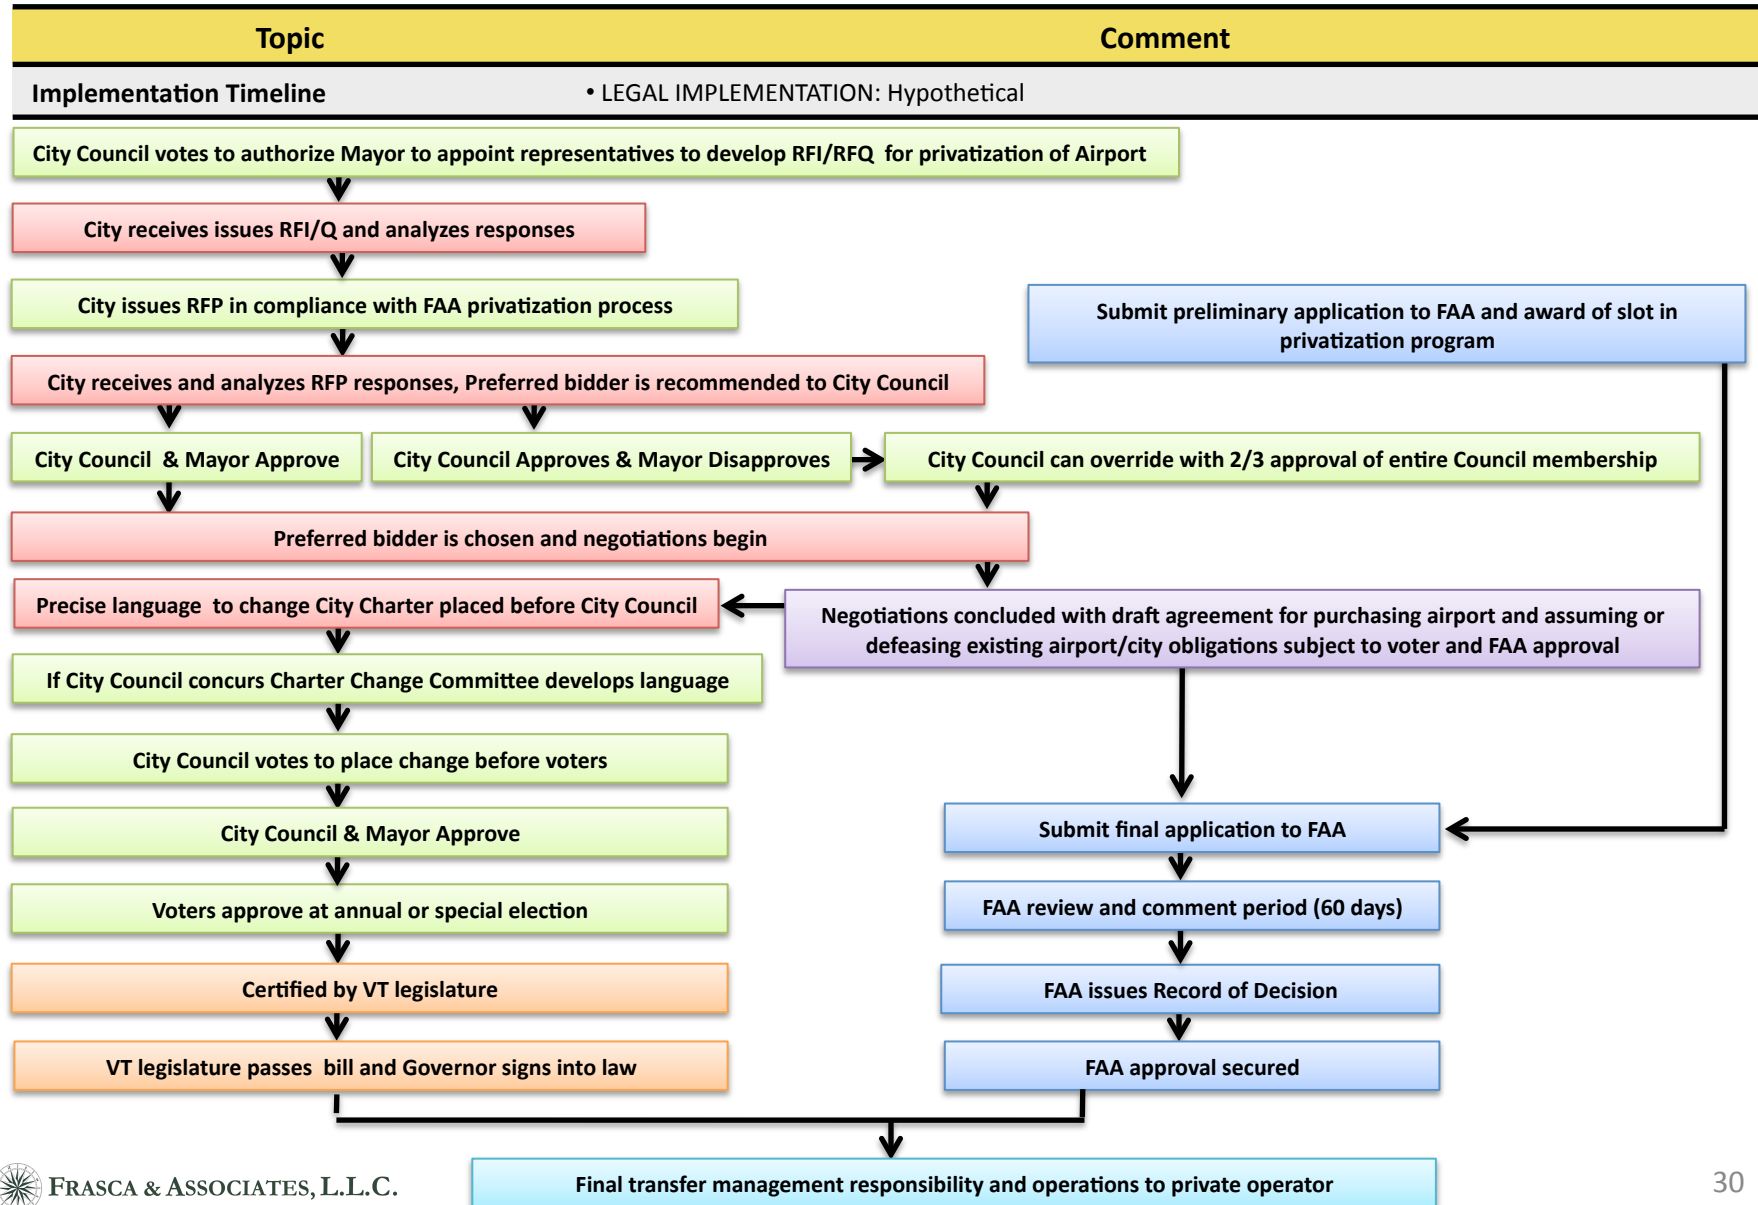 Topic
Comment
Implementation Timeline
• LEGAL IMPLEMENTATION: Hypothetical
City Council votes to authorize Mayor to appoint representatives to develop RFI/RFQ for privatization of Airport
City receives issues RFI/Q and analyzes responses
City issues RFP in compliance with FAA privatization process
Submit preliminary application to FAA and award of slot in
privatization program
City receives and analyzes RFP responses, Preferred bidder is recommended to City Council
City Council & Mayor Approve
City Council Approves & Mayor Disapproves
City Council can override with 2/3 approval of entire Council membership
Preferred bidder is chosen and negotiations begin
Precise language to change City Charter placed before City Council
Negotiations concluded with draft agreement for purchasing airport and assuming or
defeasing existing airport/city obligations subject to voter and FAA approval
If City Council concurs Charter Change Committee develops language
City Council votes to place change before voters
City Council & Mayor Approve
Submit final application to FAA
Voters approve at annual or special election
FAA review and comment period (60 days)
Certified by VT legislature
FAA issues Record of Decision
VT legislature passes bill and Governor signs into law
FAA approval secured
Final transfer management responsibility and operations to private operator
FRASCA & ASSOCIATES, L.L.C.
30